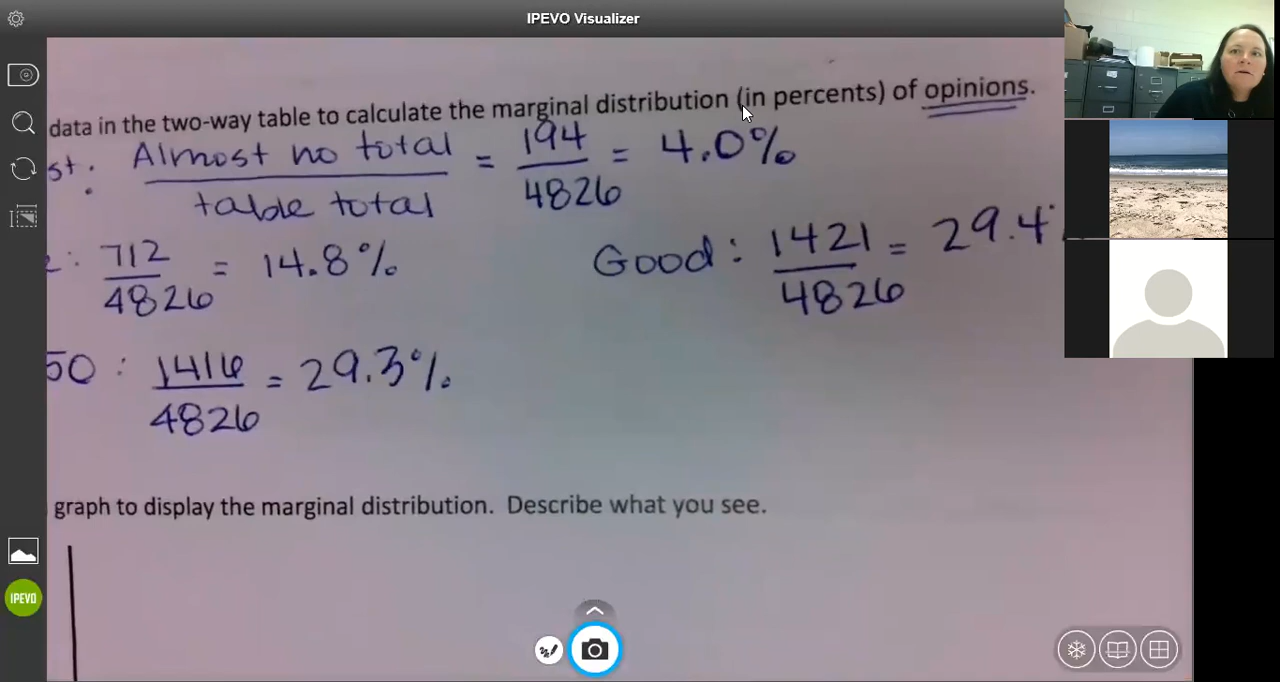 IPEVO Visualizer
data in the two-way table to calculate the marginal distribution (in percents) of opinions.
st: Almost no total / table total = 194 / 4826 = 4.0%
: 712 / 4826 = 14.8%
Good: 1421 / 4826 = 29.4
50 : 1416 / 4826 = 29.3%
graph to display the marginal distribution. Describe what you see.
IPEVO